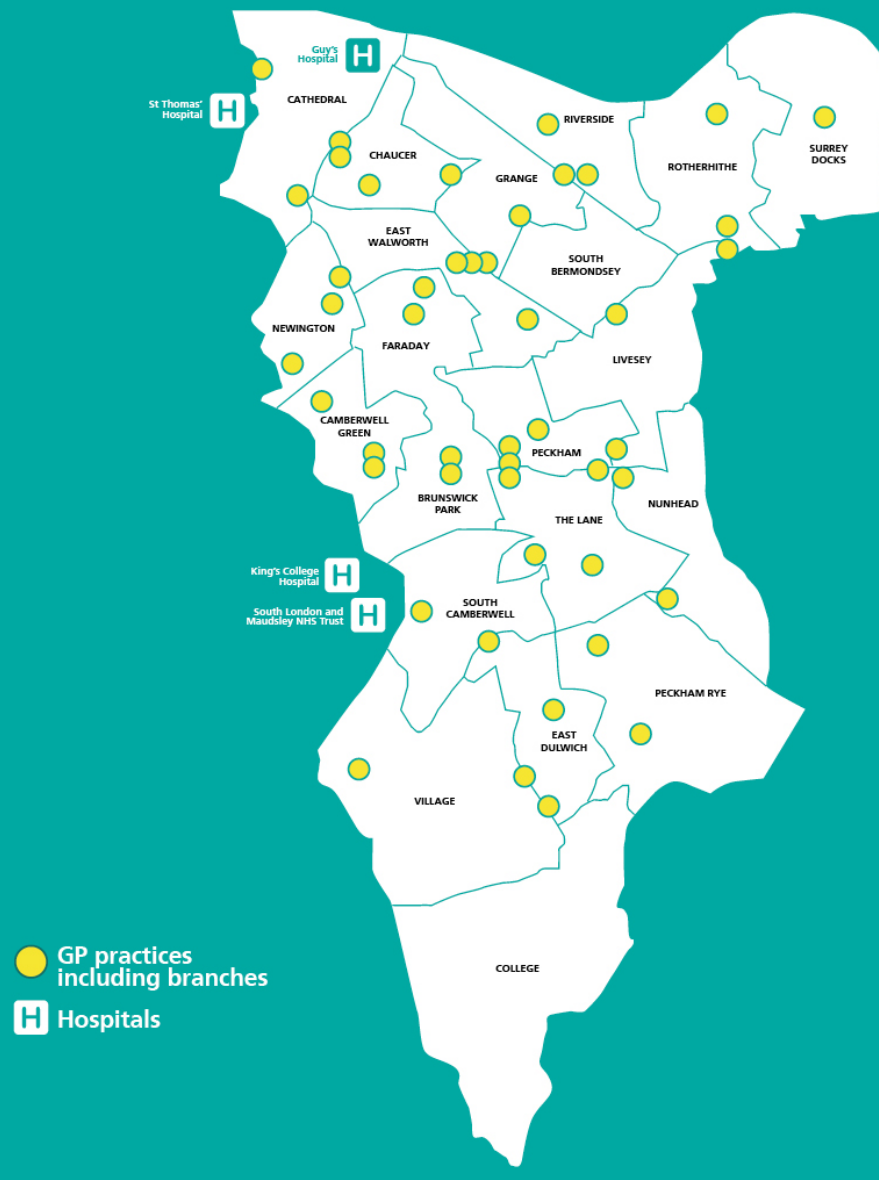 Guy's
Hospital
H
St Thomas'
Hospital
H
CATHEDRAL
RIVERSIDE
CHAUCER
GRANGE
ROTHERHITHE
SURREY
DOCKS
EAST
WALWORTH
SOUTH
BERMONDSEY
NEWINGTON
FARADAY
LIVESEY
CAMBERWELL
GREEN
PECKHAM
BRUNSWICK
PARK
NUNHEAD
THE LANE
King's College
Hospital
H
South London and
Maudsley NHS Trust
H
SOUTH
CAMBERWELL
PECKHAM RYE
EAST
DULWICH
VILLAGE
COLLEGE
GP practices
including branches
H
Hospitals